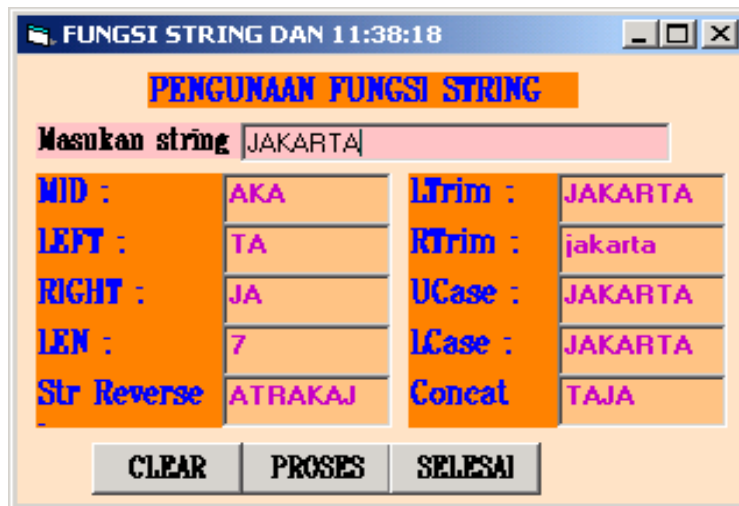 FUNGSI STRING DAN 11:38:18
PENGUNAAN FUNGSI STRING
Masukan string JAKARTA
MID : AKA LTrim : JAKARTA
LEFT : TA RTrim : jakarta
RIGHT : JA UCase : JAKARTA
LEN : 7 LCase : JAKARTA
Str Reverse ATRAKAJ Concat TAJA
CLEAR PROSES SELESAI